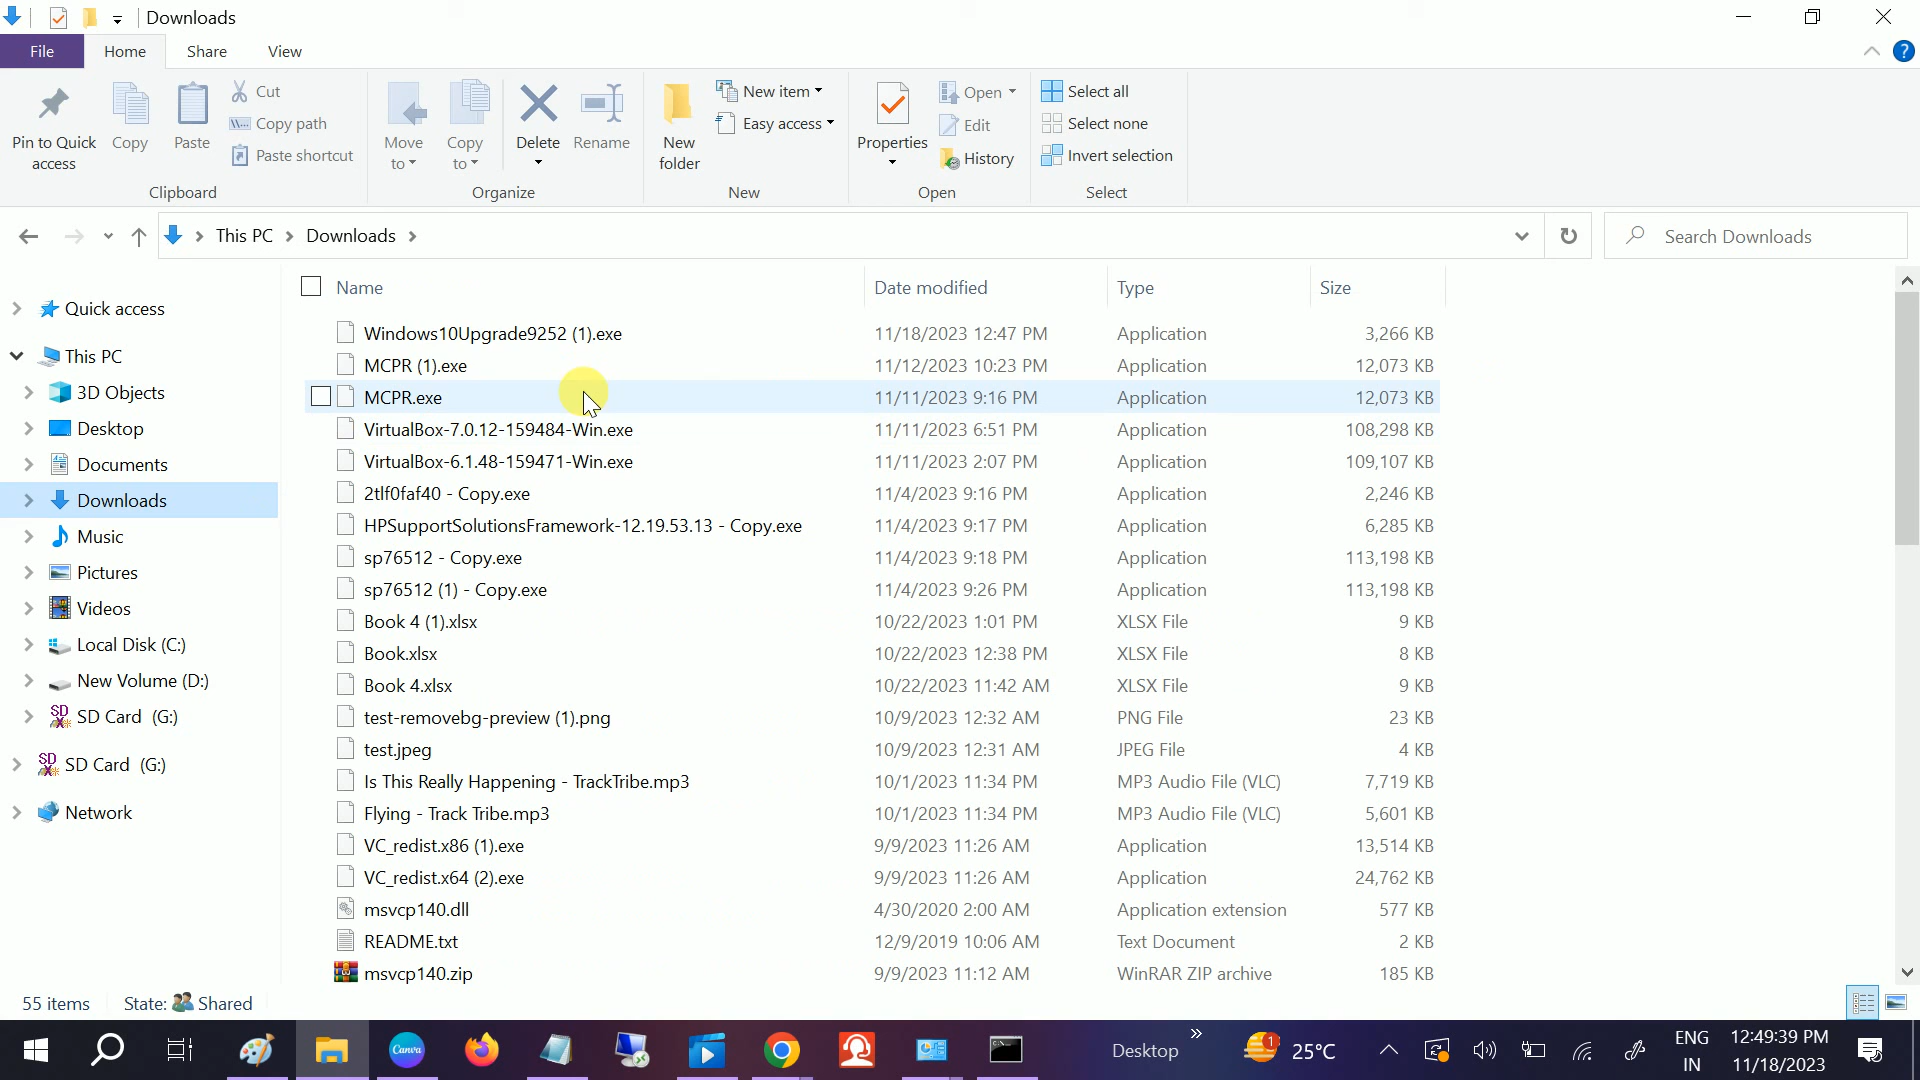 Downloads
File Home Share View
Pin to Quick access
Copy
Paste
Cut
Copy path
Paste shortcut
Clipboard
Move to
Copy to
Delete
Rename
Organize
New folder
New item
Easy access
New
Properties
Open
Edit
History
Open
Select all
Select none
Invert selection
Select
This PC Downloads
Search Downloads
Quick access
This PC
3D Objects
Desktop
Documents
Downloads
Music
Pictures
Videos
Local Disk (C:)
New Volume (D:)
SD Card (G:)
SD Card (G:)
Network
Name Date modified Type Size
Windows10Upgrade9252 (1).exe 11/18/2023 12:47 PM Application 3,266 KB
MCPR (1).exe 11/12/2023 10:23 PM Application 12,073 KB
MCPR.exe 11/11/2023 9:16 PM Application 12,073 KB
VirtualBox-7.0.12-159484-Win.exe 11/11/2023 6:51 PM Application 108,298 KB
VirtualBox-6.1.48-159471-Win.exe 11/11/2023 2:07 PM Application 109,107 KB
2tlf0faf40 - Copy.exe 11/4/2023 9:16 PM Application 2,246 KB
HPSupportSolutionsFramework-12.19.53.13 - Copy.exe 11/4/2023 9:17 PM Application 6,285 KB
sp76512 - Copy.exe 11/4/2023 9:18 PM Application 113,198 KB
sp76512 (1) - Copy.exe 11/4/2023 9:26 PM Application 113,198 KB
Book 4 (1).xlsx 10/22/2023 1:01 PM XLSX File 9 KB
Book.xlsx 10/22/2023 12:38 PM XLSX File 8 KB
Book 4.xlsx 10/22/2023 11:42 AM XLSX File 9 KB
test-removebg-preview (1).png 10/9/2023 12:32 AM PNG File 23 KB
test.jpeg 10/9/2023 12:31 AM JPEG File 4 KB
Is This Really Happening - TrackTribe.mp3 10/1/2023 11:34 PM MP3 Audio File (VLC) 7,719 KB
Flying - Track Tribe.mp3 10/1/2023 11:34 PM MP3 Audio File (VLC) 5,601 KB
VC_redist.x86 (1).exe 9/9/2023 11:26 AM Application 13,514 KB
VC_redist.x64 (2).exe 9/9/2023 11:26 AM Application 24,762 KB
msvcp140.dll 4/30/2020 2:00 AM Application extension 577 KB
README.txt 12/9/2019 10:06 AM Text Document 2 KB
msvcp140.zip 9/9/2023 11:12 AM WinRAR ZIP archive 185 KB
55 items State: Shared
Canva
Desktop
1
25°C
ENG
IN
12:49:39 PM
11/18/2023